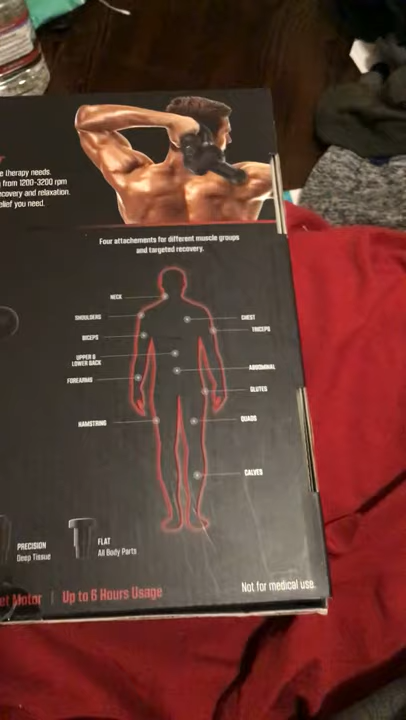 e therapy needs.
from 1200-3200 rpm
ecovery and relaxation.
elief you need.
Four attachements for different muscle groups
and targeted recovery.
NECK
SHOULDERS
CHEST
TRICEPS
BICEPS
UPPER &
LOWER BACK
ABDOMINAL
FOREARMS
GLUTES
HAMSTRING
QUADS
CALVES
PRECISION
Deep Tissue
FLAT
All Body Parts
et Motor | Up to 6 Hours Usage
Not for medical use.